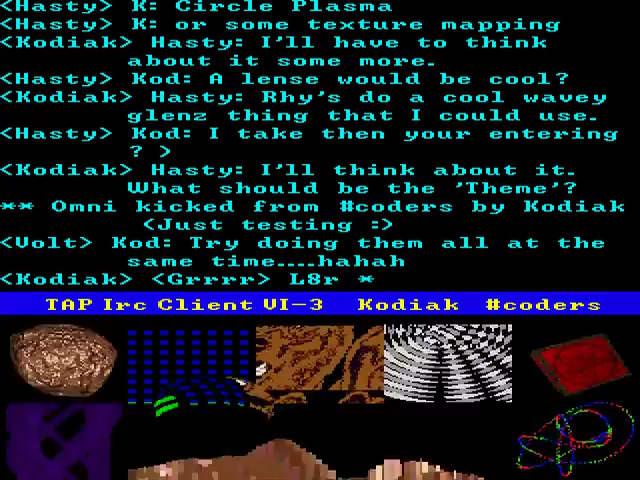 <Hasty> K: Circle Plasma
<Hasty> K: or some texture mapping
<Kodiak> Hasty: I'll have to think
about it some more.
<Hasty> Kod: A lense would be cool?
<Kodiak> Hasty: Rhy's do a cool wavey
glenz thing that I could use.
<Hasty> Kod: I take then your entering
? >
<Kodiak> Hasty: I'll think about it.
What should be the 'Theme'?
** Omni kicked from #coders by Kodiak
(Just testing :)
<Volt> Kod: Try doing them all at the
same time....hahah
<Kodiak> <Grrrr> L8r *
TAP Irc Client V1-3 Kodiak #coders